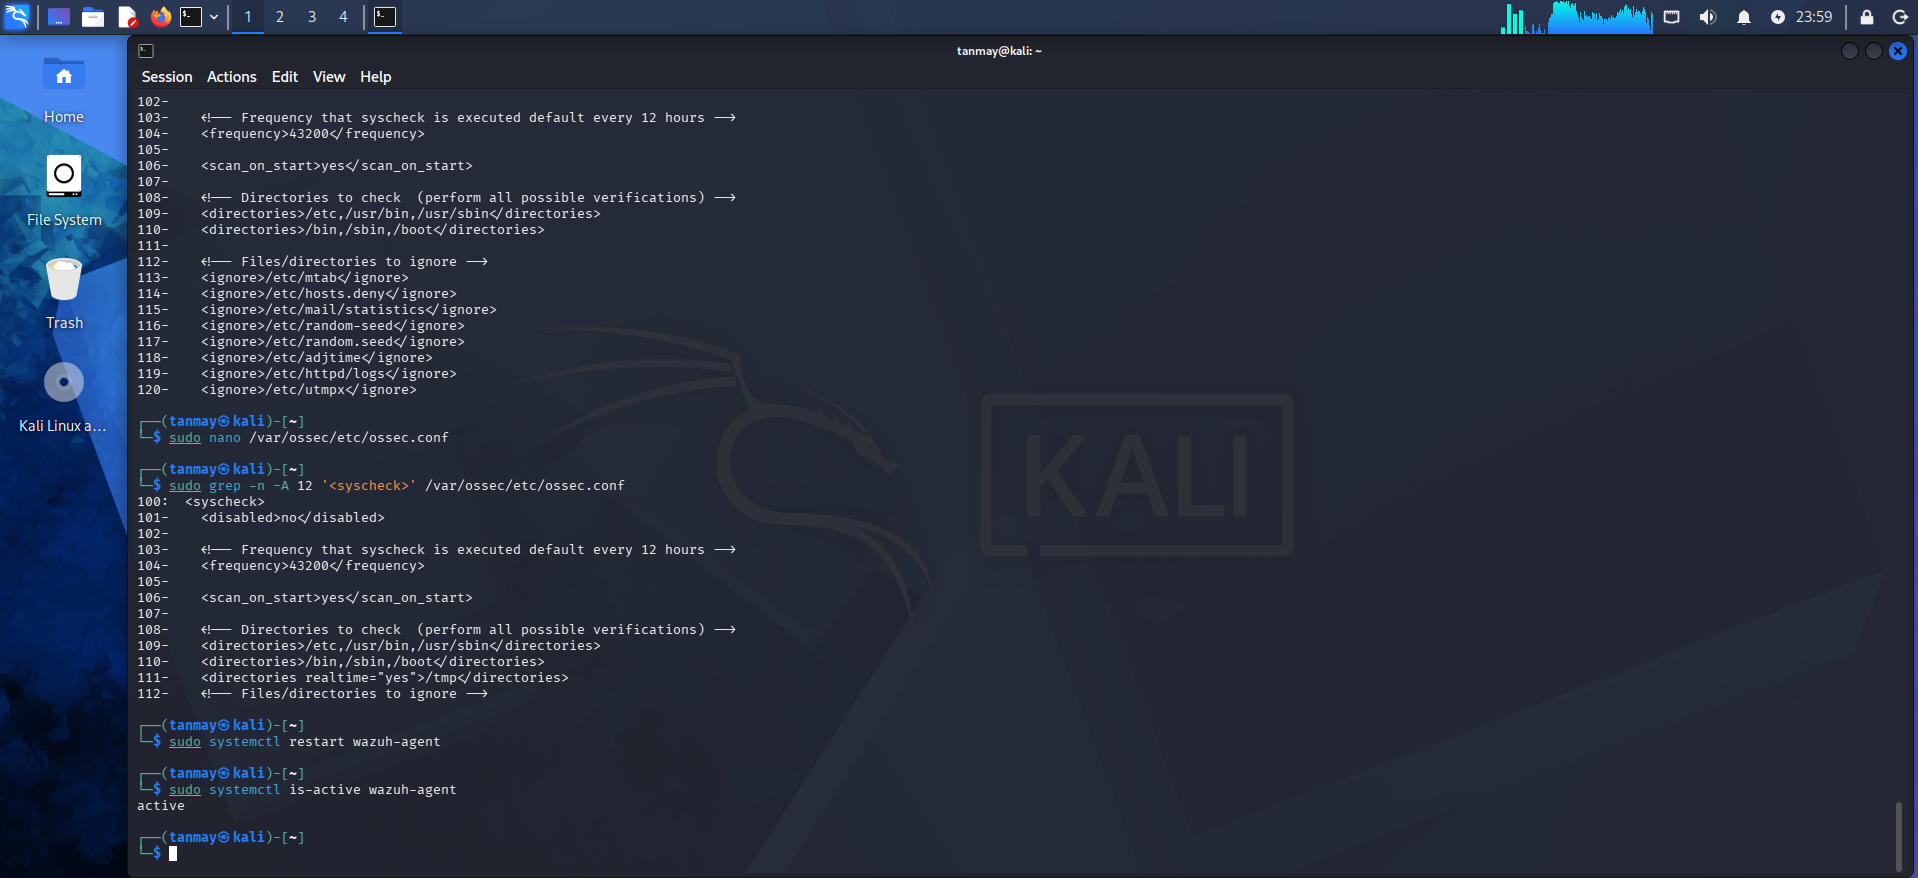 1 2 3 4
23:59
tanmay@kali: ~
Session Actions Edit View Help
Home
File System
Trash
Kali Linux a...
102-
103-    <!-- Frequency that syscheck is executed default every 12 hours -->
104-    <frequency>43200</frequency>
105-
106-    <scan_on_start>yes</scan_on_start>
107-
108-    <!-- Directories to check  (perform all possible verifications) -->
109-    <directories>/etc,/usr/bin,/usr/sbin</directories>
110-    <directories>/bin,/sbin,/boot</directories>
111-
112-    <!-- Files/directories to ignore -->
113-    <ignore>/etc/mtab</ignore>
114-    <ignore>/etc/hosts.deny</ignore>
115-    <ignore>/etc/mail/statistics</ignore>
116-    <ignore>/etc/random-seed</ignore>
117-    <ignore>/etc/random.seed</ignore>
118-    <ignore>/etc/adjtime</ignore>
119-    <ignore>/etc/httpd/logs</ignore>
120-    <ignore>/etc/utmpx</ignore>
┌──(tanmay㉿kali)-[~]
└─$ sudo nano /var/ossec/etc/ossec.conf
┌──(tanmay㉿kali)-[~]
└─$ sudo grep -n -A 12 '<syscheck>' /var/ossec/etc/ossec.conf
100:  <syscheck>
101-    <disabled>no</disabled>
102-
103-    <!-- Frequency that syscheck is executed default every 12 hours -->
104-    <frequency>43200</frequency>
105-
106-    <scan_on_start>yes</scan_on_start>
107-
108-    <!-- Directories to check  (perform all possible verifications) -->
109-    <directories>/etc,/usr/bin,/usr/sbin</directories>
110-    <directories>/bin,/sbin,/boot</directories>
111-    <directories realtime="yes">/tmp</directories>
112-    <!-- Files/directories to ignore -->
┌──(tanmay㉿kali)-[~]
└─$ sudo systemctl restart wazuh-agent
┌──(tanmay㉿kali)-[~]
└─$ sudo systemctl is-active wazuh-agent
active
┌──(tanmay㉿kali)-[~]
└─$
KALI